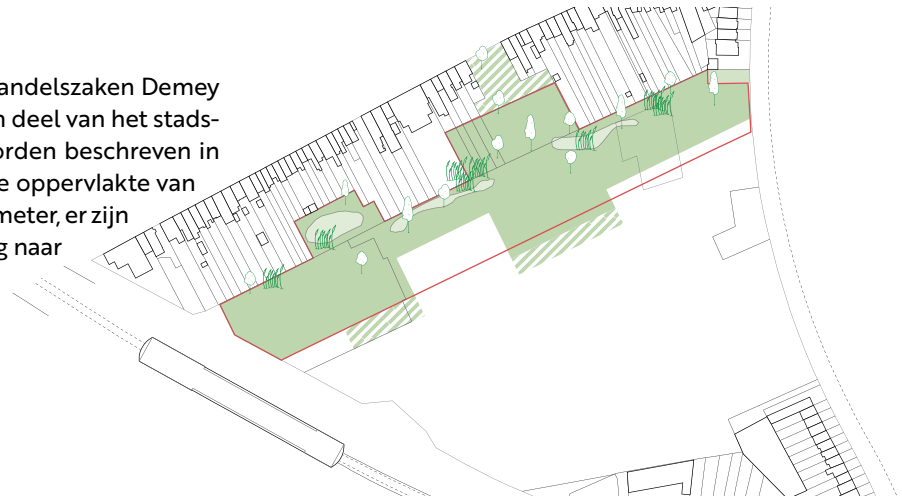 andelszaken Demey
n deel van het stads-
orden beschreven in
e oppervlakte van
meter, er zijn
g naar